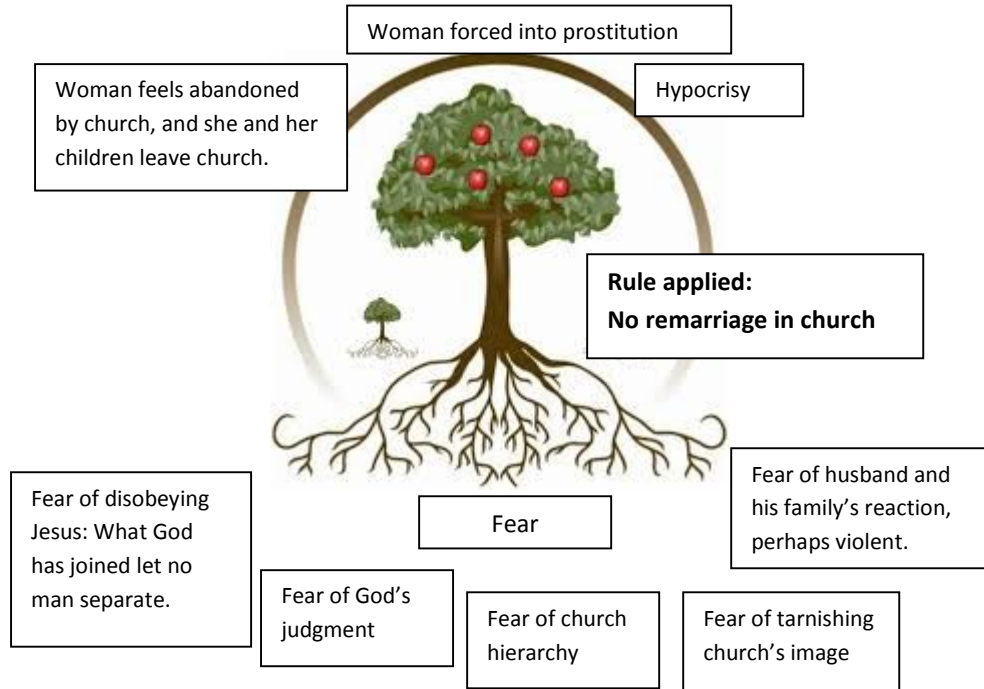 Woman forced into prostitution
Woman feels abandoned
by church, and she and her
children leave church.
Hypocrisy
Rule applied:
No remarriage in church
Fear of disobeying
Jesus: What God
has joined let no
man separate.
Fear
Fear of husband and
his family’s reaction,
perhaps violent.
Fear of God’s
judgment
Fear of church
hierarchy
Fear of tarnishing
church’s image